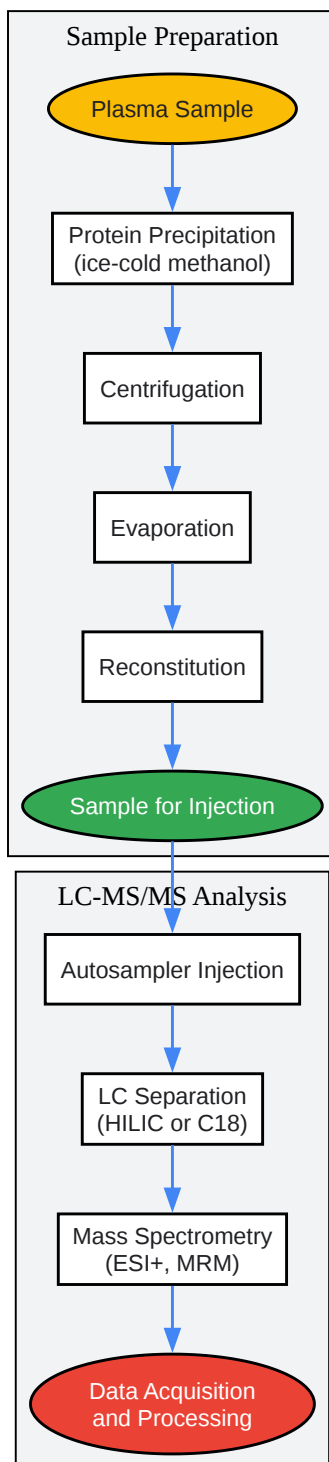 Sample Preparation
Plasma Sample
Protein Precipitation
(ice-cold methanol)
Centrifugation
Evaporation
Reconstitution
Sample for Injection
LC-MS/MS Analysis
Autosampler Injection
LC Separation
(HILIC or C18)
Mass Spectrometry
(ESI+, MRM)
Data Acquisition
and Processing